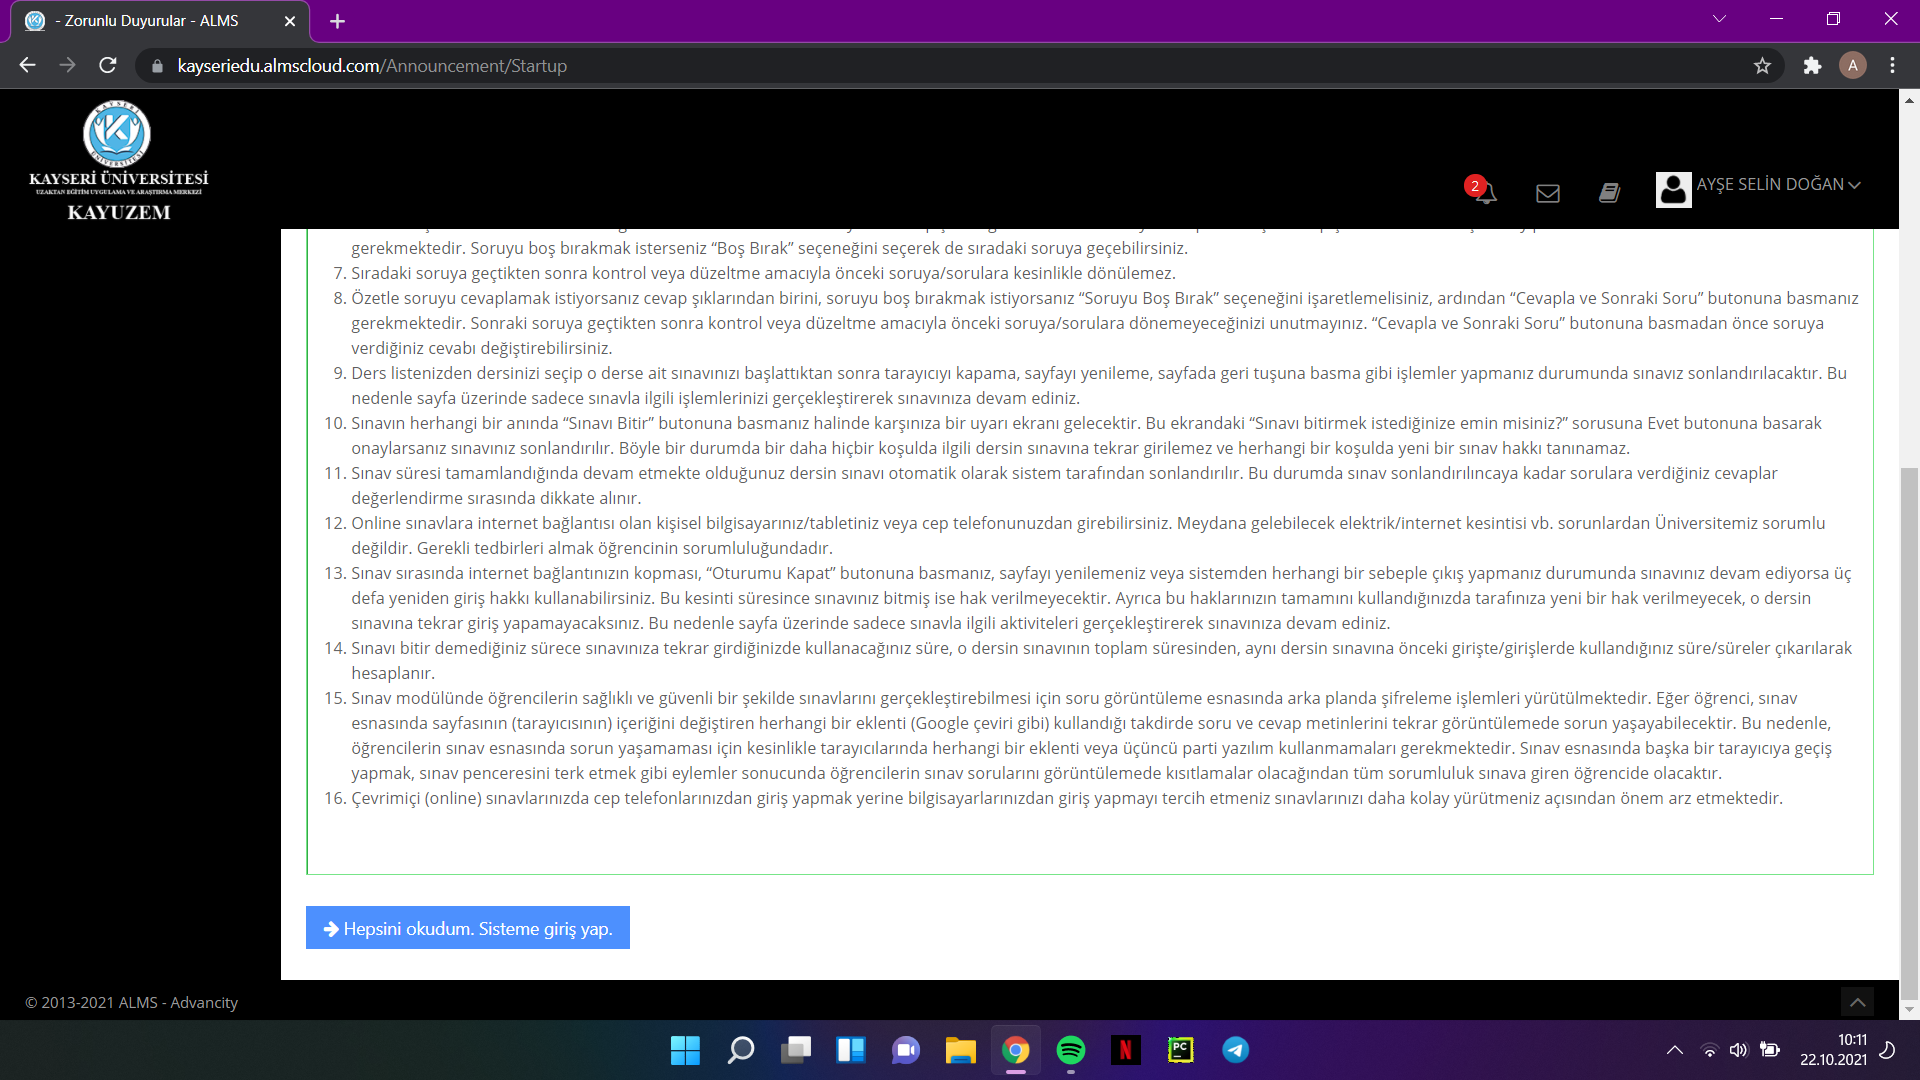 - Zorunlu Duyurular - ALMS
kayseriedu.almscloud.com/Announcement/Startup
A
KAYSERİ ÜNİVERSİTESİ
UZAKTAN EĞİTİM UYGULAMA VE ARAŞTIRMA MERKEZİ
KAYUZEM
2
AYŞE SELİN DOĞAN
gerekmektedir. Soruyu boş bırakmak isterseniz “Boş Bırak” seçeneğini seçerek de sıradaki soruya geçebilirsiniz.
7. Sıradaki soruya geçtikten sonra kontrol veya düzeltme amacıyla önceki soruya/sorulara kesinlikle dönülemez.
8. Özetle soruyu cevaplamak istiyorsanız cevap şıklarından birini, soruyu boş bırakmak istiyorsanız “Soruyu Boş Bırak” seçeneğini işaretlemelisiniz, ardından “Cevapla ve Sonraki Soru” butonuna basmanız
gerekmektedir. Sonraki soruya geçtikten sonra kontrol veya düzeltme amacıyla önceki soruya/sorulara dönemeyeceğinizi unutmayınız. “Cevapla ve Sonraki Soru” butonuna basmadan önce soruya
verdiğiniz cevabı değiştirebilirsiniz.
9. Ders listenizden dersinizi seçip o derse ait sınavınızı başlattıktan sonra tarayıcıyı kapama, sayfayı yenileme, sayfada geri tuşuna basma gibi işlemler yapmanız durumunda sınavız sonlandırılacaktır. Bu
nedenle sayfa üzerinde sadece sınavla ilgili işlemlerinizi gerçekleştirerek sınavınıza devam ediniz.
10. Sınavın herhangi bir anında “Sınavı Bitir” butonuna basmanız halinde karşınıza bir uyarı ekranı gelecektir. Bu ekrandaki “Sınavı bitirmek istediğinize emin misiniz?” sorusuna Evet butonuna basarak
onaylarsanız sınavınız sonlandırılır. Böyle bir durumda bir daha hiçbir koşulda ilgili dersin sınavına tekrar girilemez ve herhangi bir koşulda yeni bir sınav hakkı tanınamaz.
11. Sınav süresi tamamlandığında devam etmekte olduğunuz dersin sınavı otomatik olarak sistem tarafından sonlandırılır. Bu durumda sınav sonlandırılıncaya kadar sorulara verdiğiniz cevaplar
değerlendirme sırasında dikkate alınır.
12. Online sınavlara internet bağlantısı olan kişisel bilgisayarınız/tabletiniz veya cep telefonunuzdan girebilirsiniz. Meydana gelebilecek elektrik/internet kesintisi vb. sorunlardan Üniversitemiz sorumlu
değildir. Gerekli tedbirleri almak öğrencinin sorumluluğundadır.
13. Sınav sırasında internet bağlantınızın kopması, “Oturumu Kapat” butonuna basmanız, sayfayı yenilemeniz veya sistemden herhangi bir sebeple çıkış yapmanız durumunda sınavınız devam ediyorsa üç
defa yeniden giriş hakkı kullanabilirsiniz. Bu kesinti süresince sınavınız bitmiş ise hak verilmeyecektir. Ayrıca bu haklarınızın tamamını kullandığınızda tarafınıza yeni bir hak verilmeyecek, o dersin
sınavına tekrar giriş yapamayacaksınız. Bu nedenle sayfa üzerinde sadece sınavla ilgili aktiviteleri gerçekleştirerek sınavınıza devam ediniz.
14. Sınavı bitir demediğiniz sürece sınavınıza tekrar girdiğinizde kullanacağınız süre, o dersin sınavının toplam süresinden, aynı dersin sınavına önceki girişte/girişlerde kullandığınız süre/süreler çıkarılarak
hesaplanır.
15. Sınav modülünde öğrencilerin sağlıklı ve güvenli bir şekilde sınavlarını gerçekleştirebilmesi için soru görüntüleme esnasında arka planda şifreleme işlemleri yürütülmektedir. Eğer öğrenci, sınav
esnasında sayfasının (tarayıcısının) içeriğini değiştiren herhangi bir eklenti (Google çeviri gibi) kullandığı takdirde soru ve cevap metinlerini tekrar görüntülemede sorun yaşayabilecektir. Bu nedenle,
öğrencilerin sınav esnasında sorun yaşamaması için kesinlikle tarayıcılarında herhangi bir eklenti veya üçüncü parti yazılım kullanmamaları gerekmektedir. Sınav esnasında başka bir tarayıcıya geçiş
yapmak, sınav penceresini terk etmek gibi eylemler sonucunda öğrencilerin sınav sorularını görüntülemede kısıtlamalar olacağından tüm sorumluluk sınava giren öğrencide olacaktır.
16. Çevrimiçi (online) sınavlarınızda cep telefonlarınızdan giriş yapmak yerine bilgisayarlarınızdan giriş yapmayı tercih etmeniz sınavlarınızı daha kolay yürütmeniz açısından önem arz etmektedir.
Hepsini okudum. Sisteme giriş yap.
© 2013-2021 ALMS - Advancity
N
PC
10:11
22.10.2021